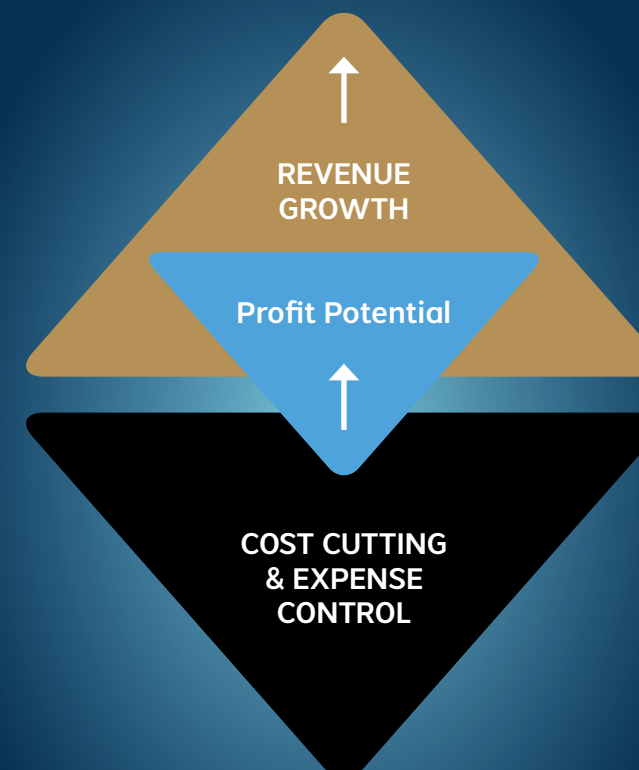 REVENUE
GROWTH
Profit Potential
COST CUTTING
& EXPENSE
CONTROL